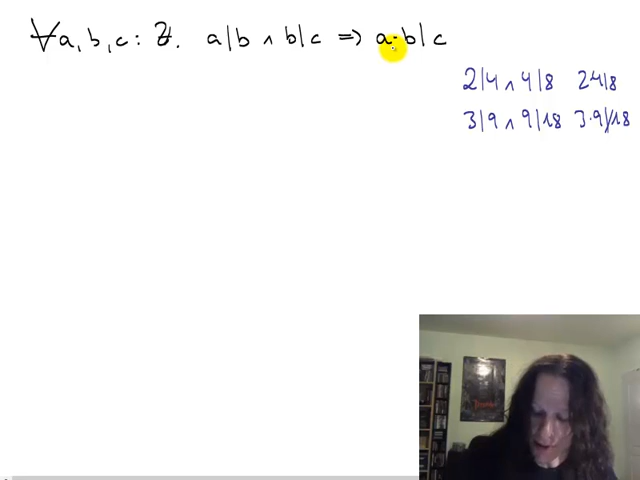 ∀a, b, c : ℤ. a|b ∧ b|c ⟹ a·b|c
2|4 ∧ 4|8 2·4|8
3|9 ∧ 9|18 3·9∤18